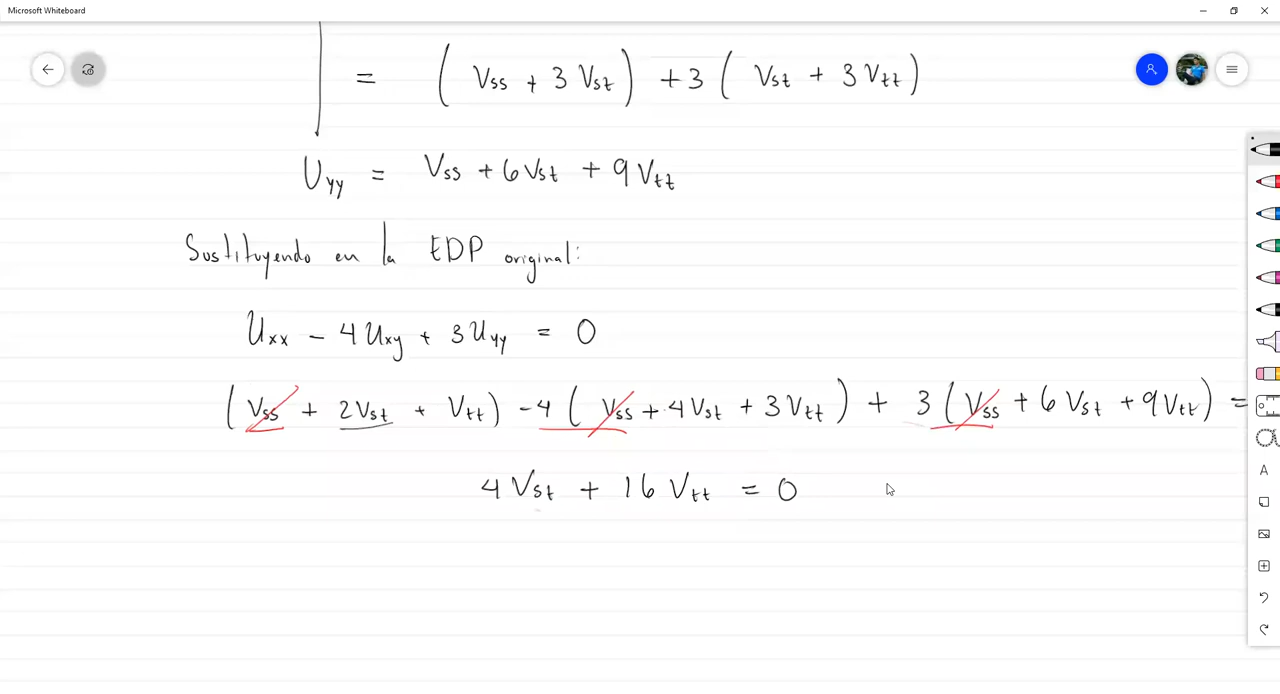 Microsoft Whiteboard
= ( Vss + 3 Vst ) + 3 ( Vst + 3 Vtt )
Uyy = Vss + 6 Vst + 9 Vtt
Sustituyendo en la EDP original:
Uxx - 4 Uxy + 3 Uyy = 0
( Vss + 2 Vst + Vtt ) - 4 ( Vss + 4 Vst + 3 Vtt ) + 3 ( Vss + 6 Vst + 9 Vtt ) =
4 Vst + 16 Vtt = 0